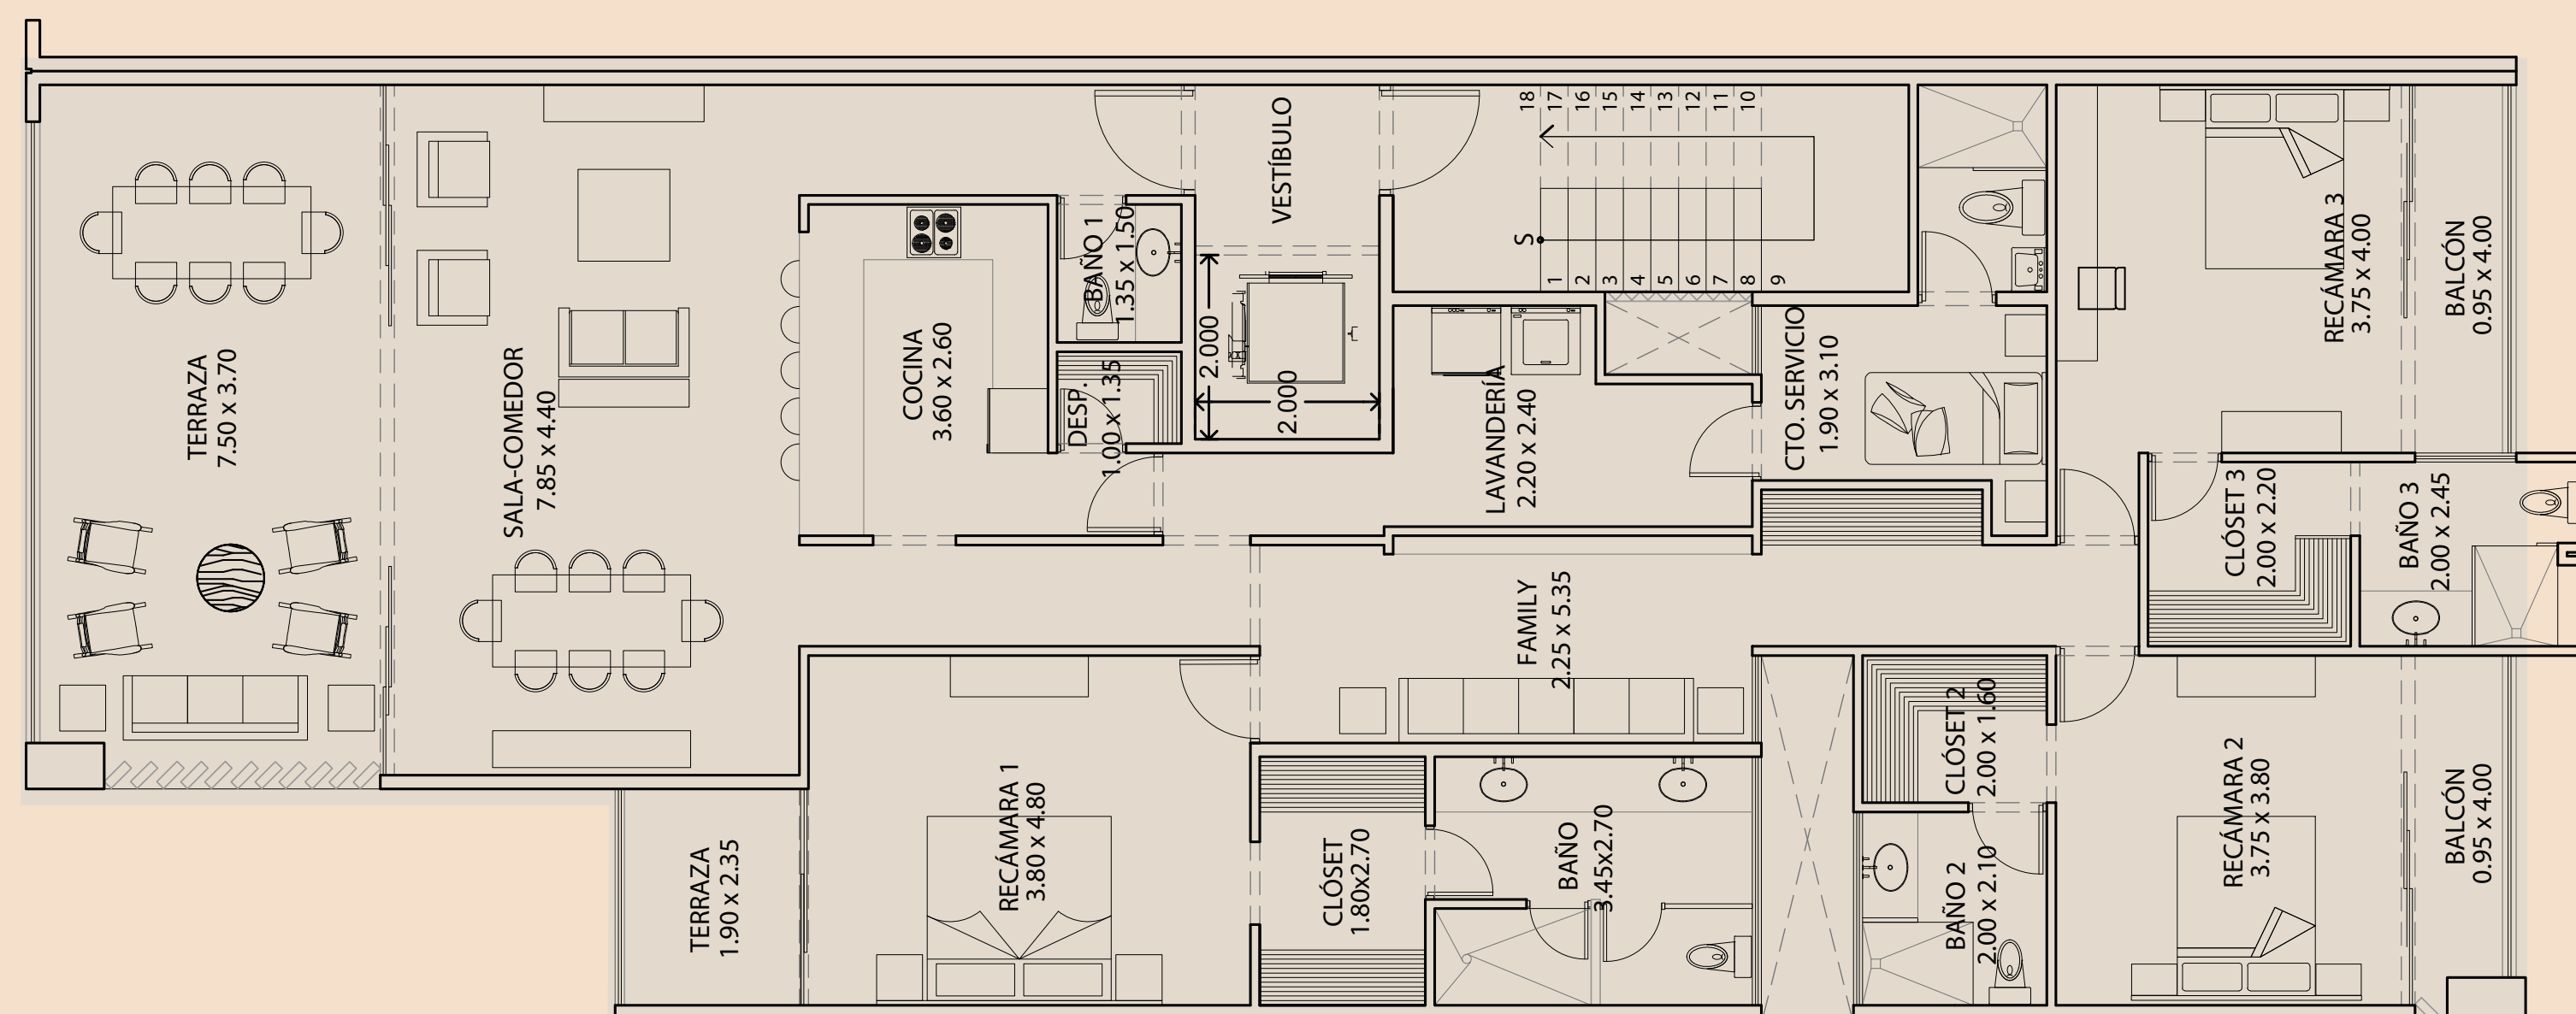 TERRAZA
7.50 x 3.70
SALA-COMEDOR
7.85 x 4.40
COCINA
3.60 x 2.60
BAÑO 1
1.35 x 1.50
DESP.
1.00 x 1.35
VESTÍBULO
2.000
2.000
S
18
17
16
15
14
13
12
11
10
1
2
3
4
5
6
7
8
9
LAVANDERÍA
2.20 x 2.40
CTO. SERVICIO
1.90 x 3.10
RECÁMARA 3
3.75 x 4.00
BALCÓN
0.95 x 4.00
CLÓSET 3
2.00 x 2.20
BAÑO 3
2.00 x 2.45
FAMILY
2.25 x 5.35
TERRAZA
1.90 x 2.35
RECÁMARA 1
3.80 x 4.80
CLÓSET
1.80x2.70
BAÑO
3.45x2.70
CLÓSET 2
2.00 x 1.60
BAÑO 2
2.00 x 2.10
RECÁMARA 2
3.75 x 3.80
BALCÓN
0.95 x 4.00